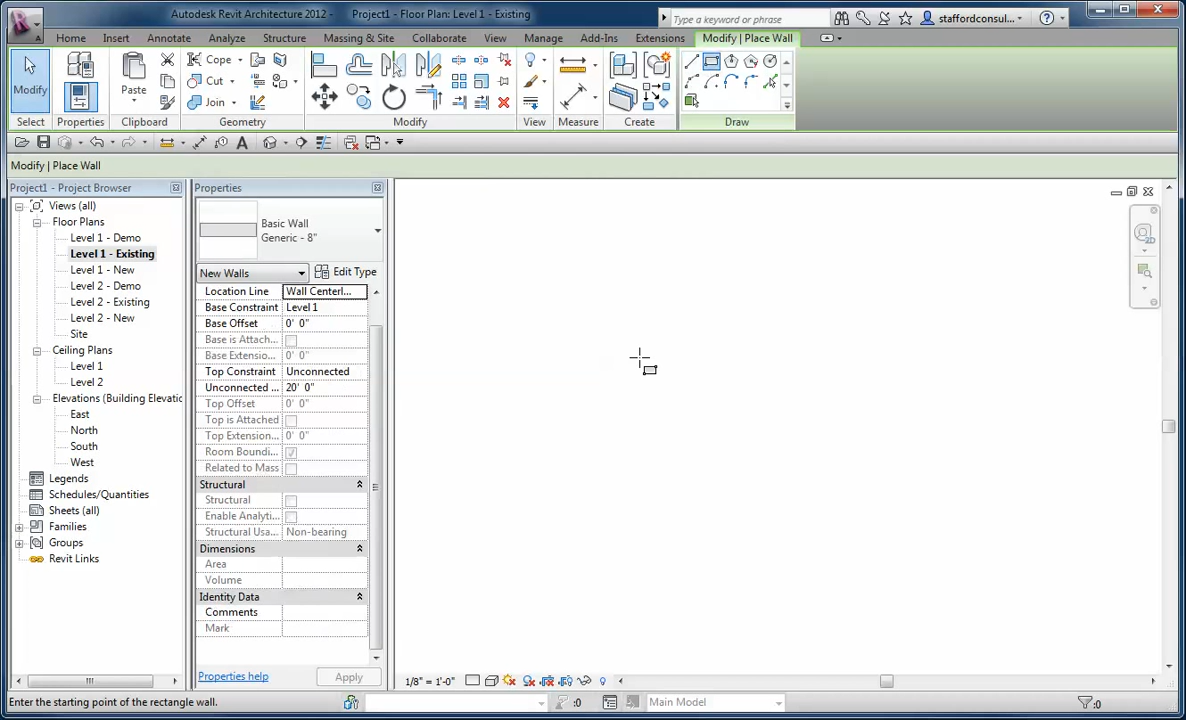 Autodesk Revit Architecture 2012 - Project1 - Floor Plan: Level 1 - Existing
Type a keyword or phrase
staffordconsul...
Home Insert Annotate Analyze Structure Massing & Site Collaborate View Manage Add-Ins Extensions Modify | Place Wall
Modify
Paste
Cope
Cut
Join
Select Properties Clipboard Geometry Modify View Measure Create Draw
Modify | Place Wall
Project1 - Project Browser
Views (all)
Floor Plans
Level 1 - Demo
Level 1 - Existing
Level 1 - New
Level 2 - Demo
Level 2 - Existing
Level 2 - New
Site
Ceiling Plans
Level 1
Level 2
Elevations (Building Elevatio
East
North
South
West
Legends
Schedules/Quantities
Sheets (all)
Families
Groups
Revit Links
Properties
Basic Wall
Generic - 8"
New Walls
Edit Type
Location Line Wall Centerl...
Base Constraint Level 1
Base Offset 0' 0"
Base is Attach...
Base Extensio... 0' 0"
Top Constraint Unconnected
Unconnected ... 20' 0"
Top Offset 0' 0"
Top is Attached
Top Extension... 0' 0"
Room Boundi...
Related to Mass
Structural
Structural
Enable Analyti...
Structural Usa... Non-bearing
Dimensions
Area
Volume
Identity Data
Comments
Mark
Properties help
Apply
2D
1/8" = 1'-0"
Enter the starting point of the rectangle wall.
:0
Main Model
:0